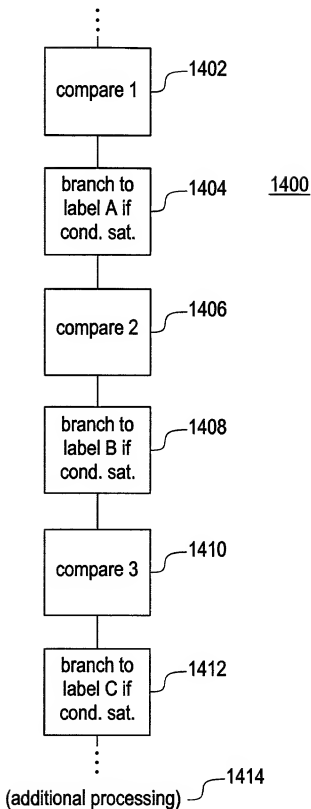 compare 1
1402
branch to
label A if
cond. sat.
1404
1400
compare 2
1406
branch to
label B if
cond. sat.
1408
compare 3
1410
branch to
label C if
cond. sat.
1412
(additional processing)
1414